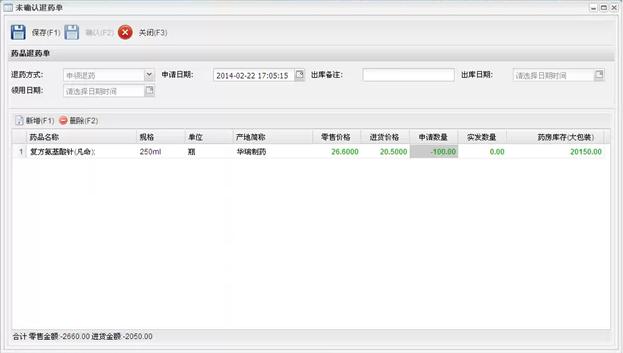 未确认退药单
保存(F1) 确认(F2) 关闭(F3)
药品退药单
退药方式: 申领退药 申请日期: 2014-02-22 17:05:15 出库备注: 出库日期: 请选择日期时间
领用日期: 请选择日期时间
新增(F1) 删除(F2)
药品名称 规格 单位 产地简称 零售价格 进货价格 申请数量 实发数量 药房库存(大包装)
1 复方氨基酸针(凡命): 250ml 瓶 华瑞制药 26.6000 20.5000 -100.00 0.00 20150.00
合计 零售金额:-2660.00 进货金额:-2050.00